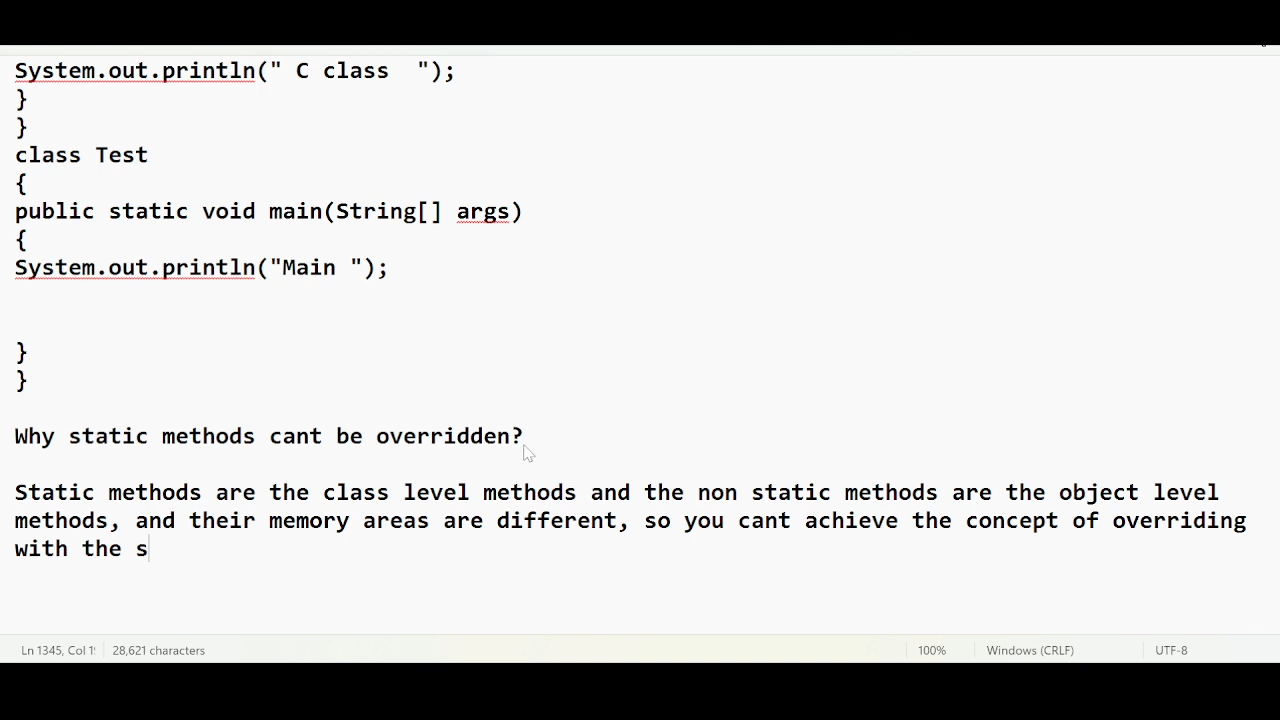 System.out.println(" C class  ");
}
}
class Test
{
public static void main(String[] args)
{
System.out.println("Main ");
}
}
Why static methods cant be overridden?
Static methods are the class level methods and the non static methods are the object level
methods, and their memory areas are different, so you cant achieve the concept of overriding
with the s
Ln 1345, Col 1 28,621 characters 100% Windows (CRLF) UTF-8